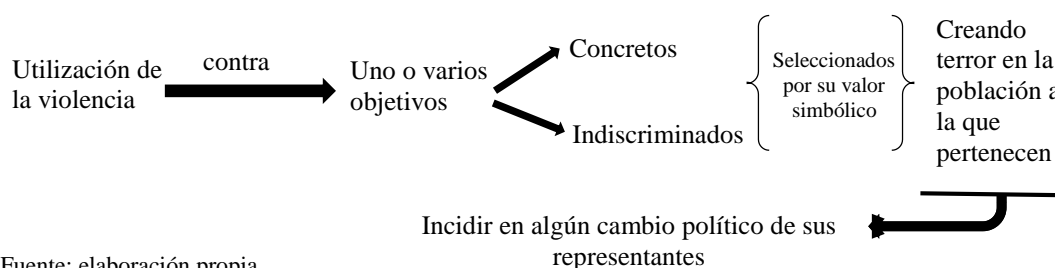 Utilización de
la violencia
contra
Uno o varios
objetivos
Concretos
Indiscriminados
Seleccionados
por su valor
simbólico
Creando
terror en la
población a
la que
pertenecen
Incidir en algún cambio político de sus
representantes
Fuente: elaboración propia